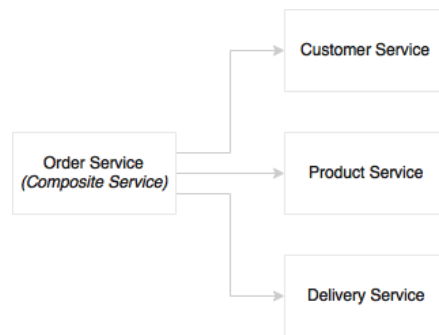 Customer Service
Order Service
(Composite Service)
Product Service
Delivery Service